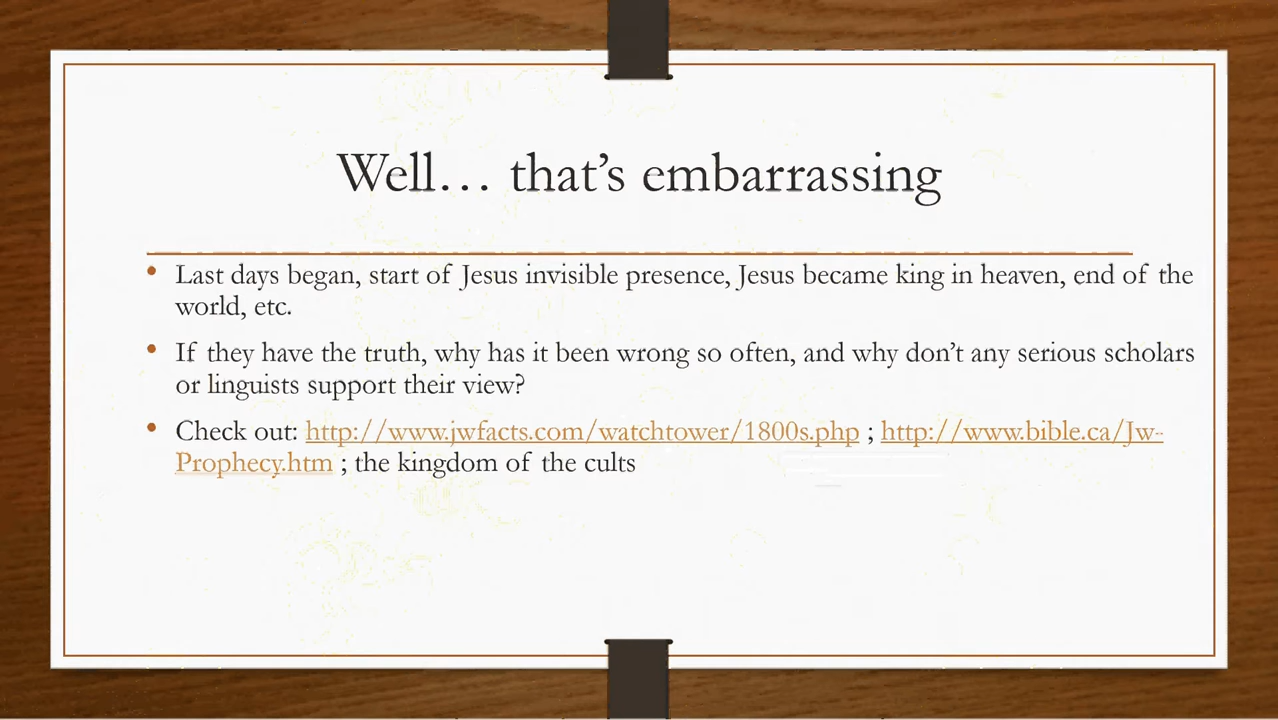 Well… that’s embarrassing
• Last days began, start of Jesus invisible presence, Jesus became king in heaven, end of the
world, etc.
• If they have the truth, why has it been wrong so often, and why don’t any serious scholars
or linguists support their view?
• Check out: http://www.jwfacts.com/watchtower/1800s.php ; http://www.bible.ca/Jw-
Prophecy.htm ; the kingdom of the cults